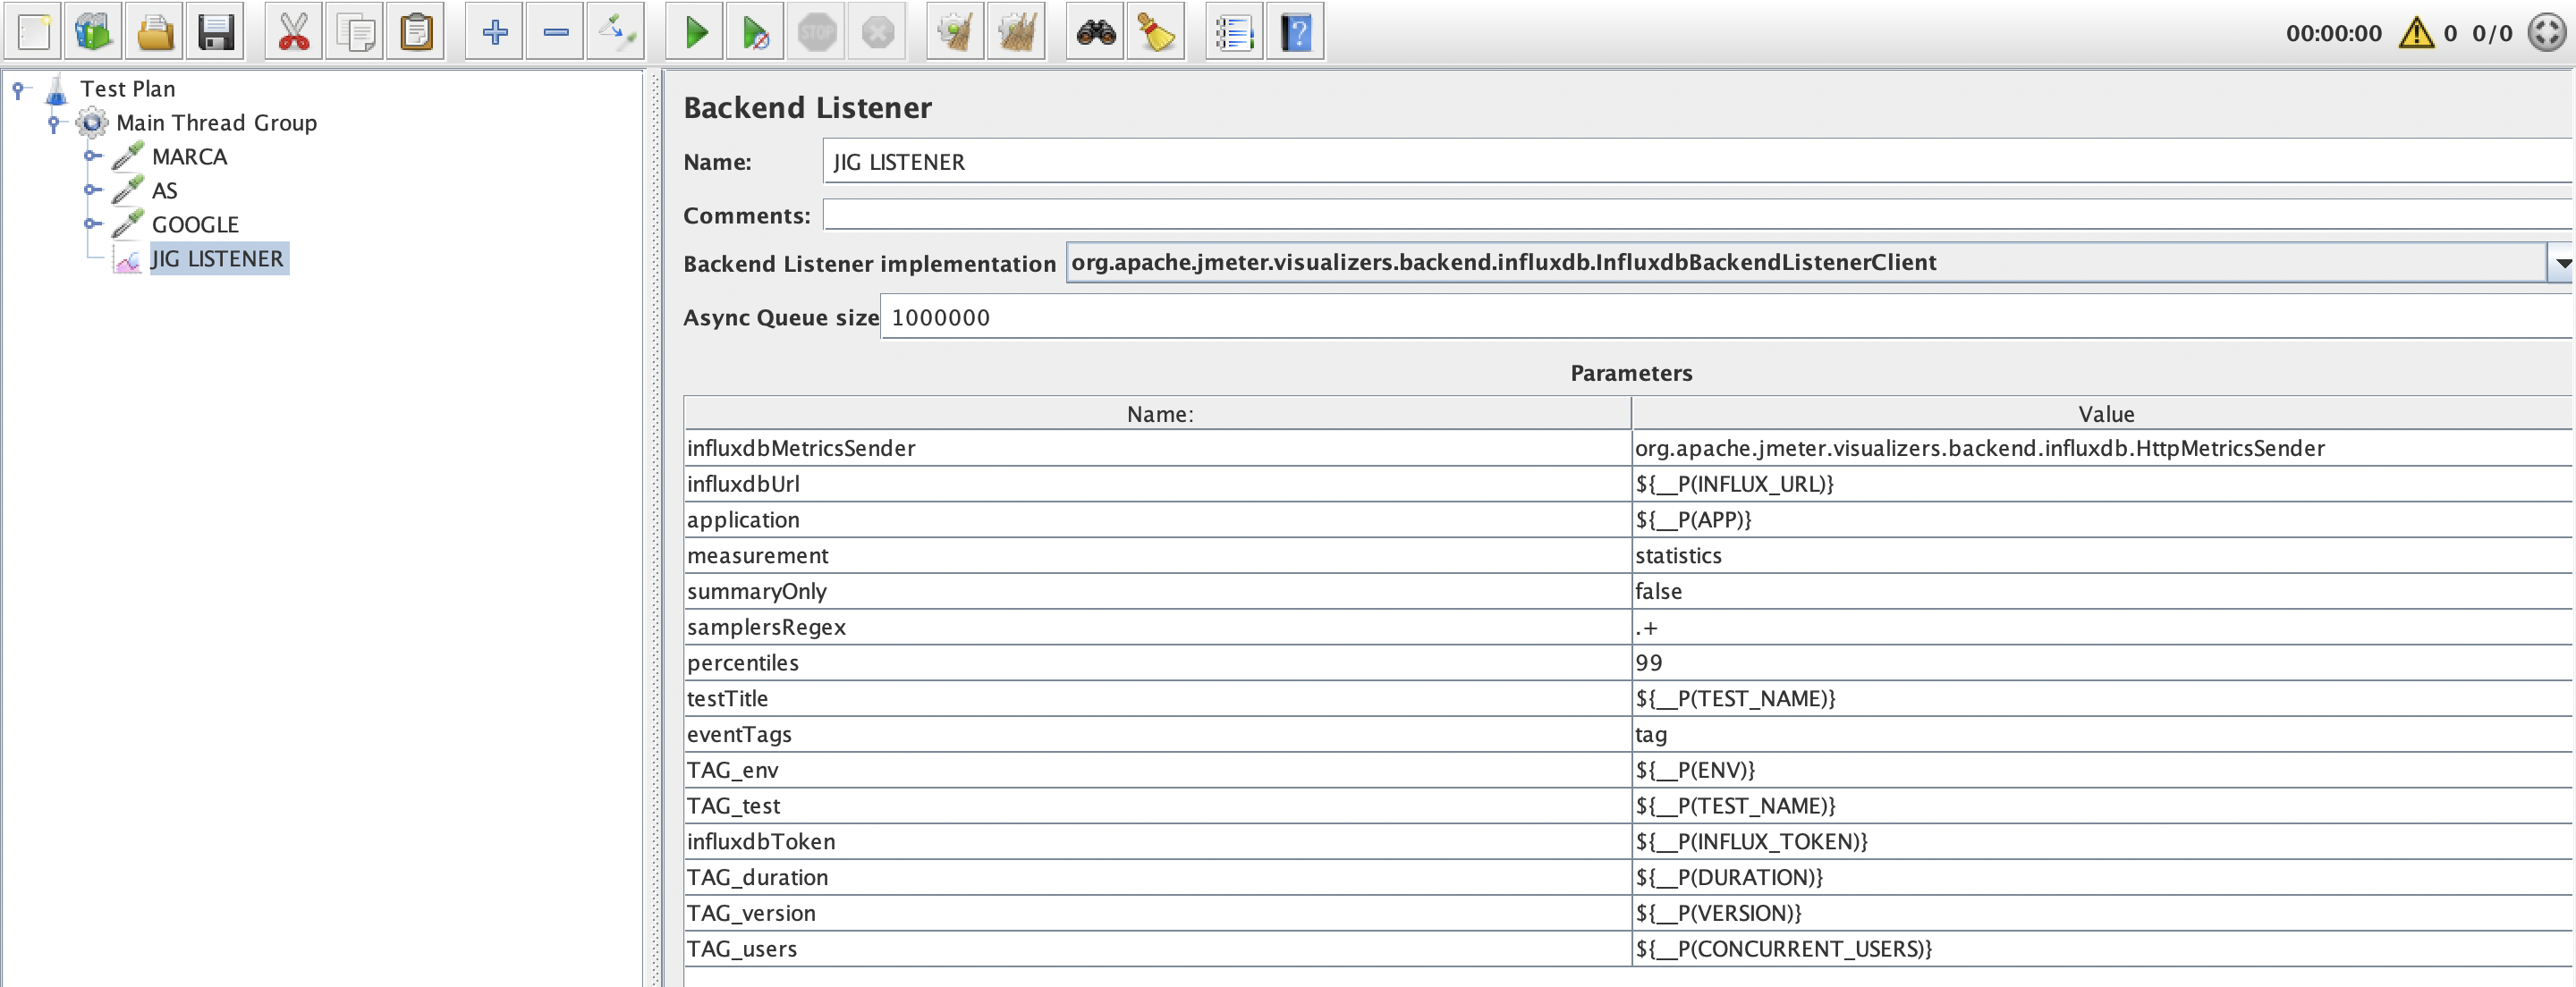 STOP
00:00:00 0 0/0
Test Plan
Main Thread Group
MARCA
AS
GOOGLE
JIG LISTENER
Backend Listener
Name: JIG LISTENER
Comments:
Backend Listener implementation org.apache.jmeter.visualizers.backend.influxdb.InfluxdbBackendListenerClient
Async Queue size 1000000
Parameters
Name: Value
influxdbMetricsSender org.apache.jmeter.visualizers.backend.influxdb.HttpMetricsSender
influxdbUrl ${__P(INFLUX_URL)}
application ${__P(APP)}
measurement statistics
summaryOnly false
samplersRegex .+
percentiles 99
testTitle ${__P(TEST_NAME)}
eventTags tag
TAG_env ${__P(ENV)}
TAG_test ${__P(TEST_NAME)}
influxdbToken ${__P(INFLUX_TOKEN)}
TAG_duration ${__P(DURATION)}
TAG_version ${__P(VERSION)}
TAG_users ${__P(CONCURRENT_USERS)}